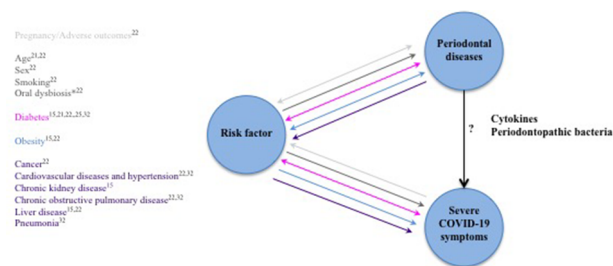 Pregnancy/Adverse outcomes22
Age21,22
Sex22
Smoking22
Oral dysbiosis*22
Diabetes15,21,22,,25,32
Obesity15,22
Cancer22
Cardiovascular diseases and hypertension22,32
Chronic kidney disease15
Chronic obstructive pulmonary disease22,32
Liver disease15,22
Pneumonia32
Risk factor
Periodontal
diseases
?
Cytokines
Periodontopathic bacteria
Severe
COVID-19
symptoms